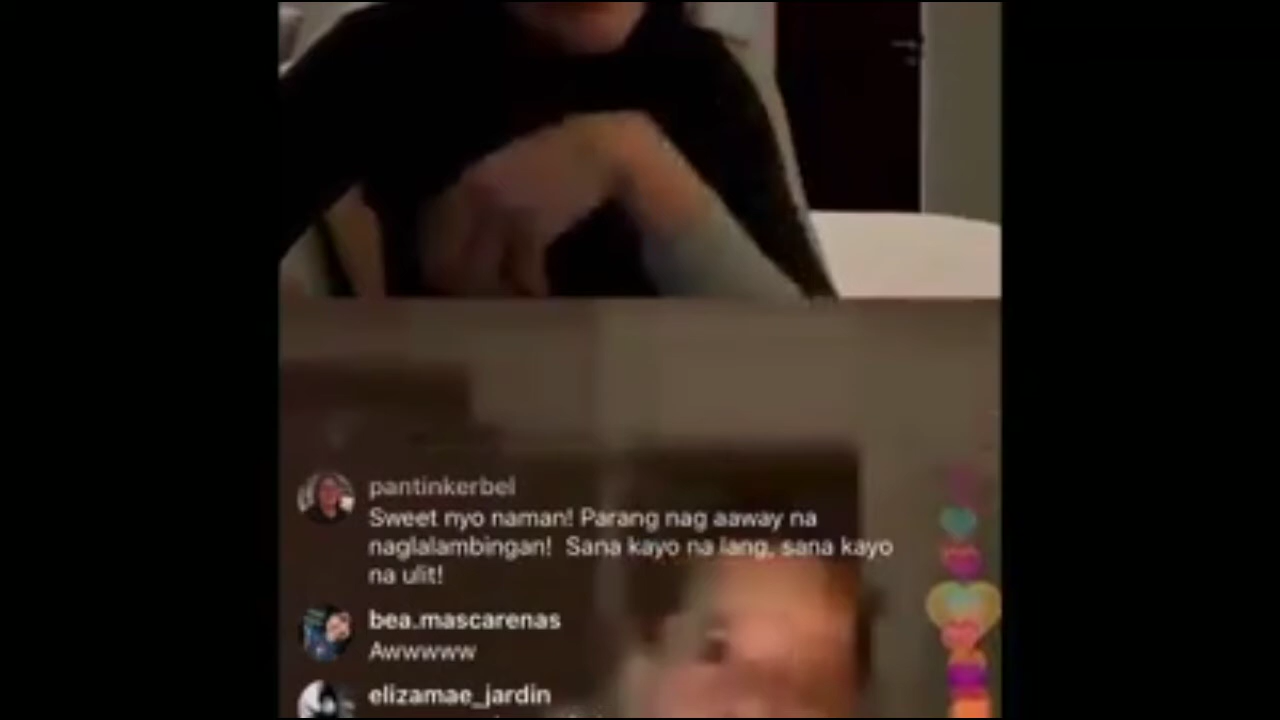 pantinkerbel
Sweet nyo naman! Parang nag aaway na
naglalambingan!  Sana kayo na lang, sana kayo
na ulit!
bea.mascarenas
Awwwww
elizamae_jardin